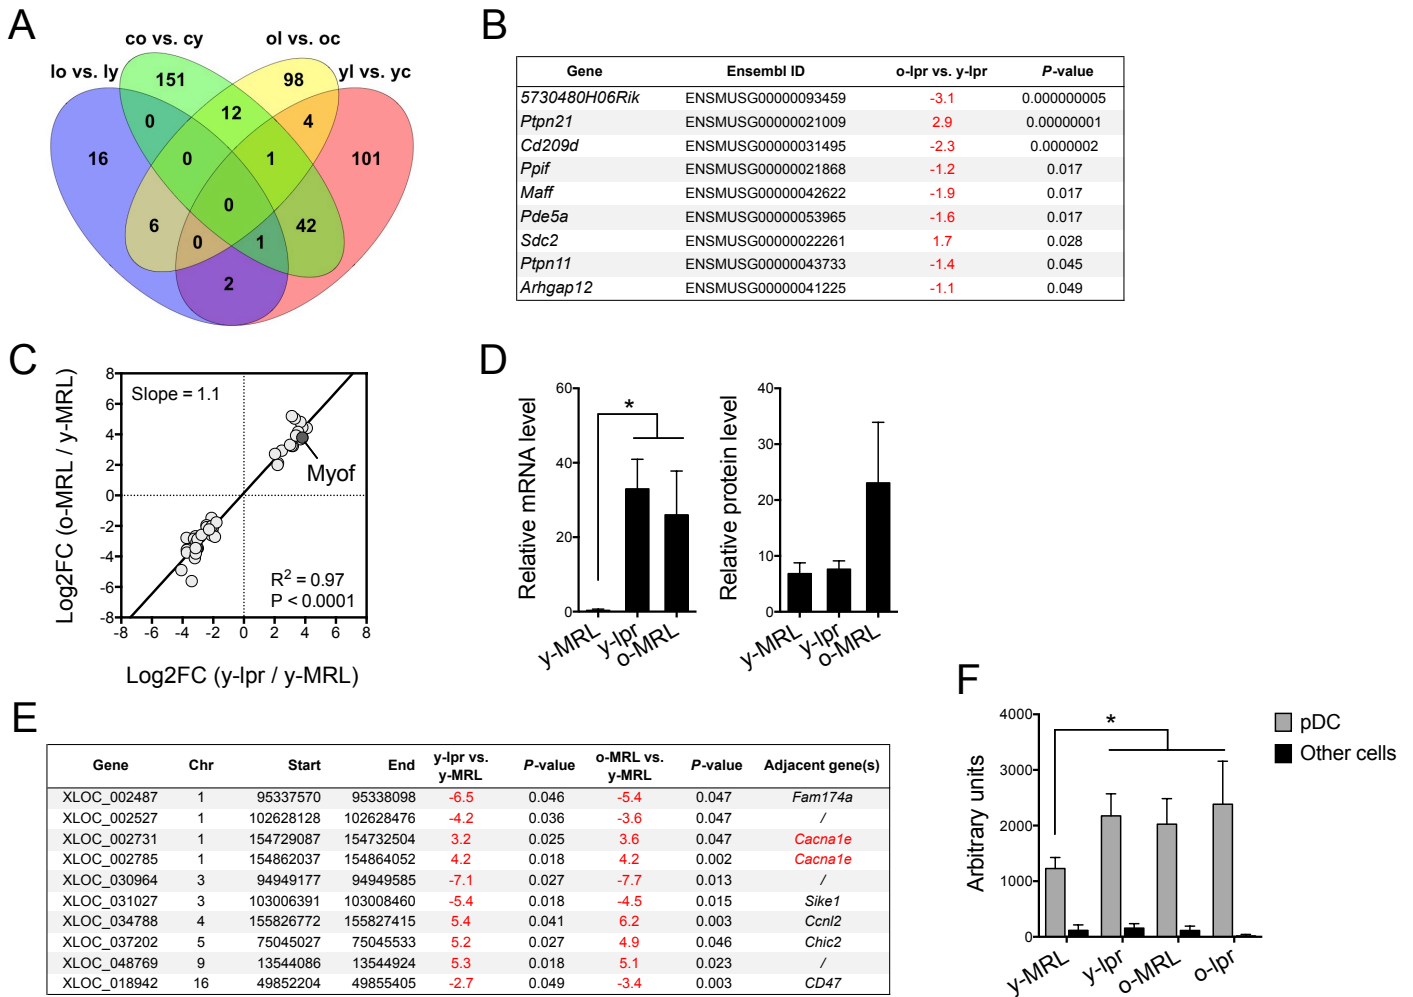 A
co vs. cy
ol vs. oc
lo vs. ly
yl vs. yc
151
98
0
12
4
16
0
1
101
0
6
0
1
42
2
B
Gene Ensembl ID o-lpr vs. y-lpr P-value
5730480H06Rik ENSMUSG00000093459 -3.1 0.000000005
Ptpn21 ENSMUSG00000021009 2.9 0.00000001
Cd209d ENSMUSG00000031495 -2.3 0.0000002
Ppif ENSMUSG00000021868 -1.2 0.017
Maff ENSMUSG00000042622 -1.9 0.017
Pde5a ENSMUSG00000053965 -1.6 0.017
Sdc2 ENSMUSG00000022261 1.7 0.028
Ptpn11 ENSMUSG00000043733 -1.4 0.045
Arhgap12 ENSMUSG00000041225 -1.1 0.049
C
Log2FC (o-MRL / y-MRL)
8
6
4
2
0
-2
-4
-6
-8
Slope = 1.1
Myof
R2 = 0.97
P < 0.0001
-8 -6 -4 -2 0 2 4 6 8
Log2FC (y-lpr / y-MRL)
D
Relative mRNA level
60
40
20
0
*
y-MRL y-lpr o-MRL
Relative protein level
40
30
20
10
0
y-MRL y-lpr o-MRL
E
Gene Chr Start End y-lpr vs. y-MRL P-value o-MRL vs. y-MRL P-value Adjacent gene(s)
XLOC_002487 1 95337570 95338098 -6.5 0.046 -5.4 0.047 Fam174a
XLOC_002527 1 102628128 102628476 -4.2 0.036 -3.6 0.047 /
XLOC_002731 1 154729087 154732504 3.2 0.025 3.6 0.047 Cacna1e
XLOC_002785 1 154862037 154864052 4.2 0.018 4.2 0.002 Cacna1e
XLOC_030964 3 94949177 94949585 -7.1 0.027 -7.7 0.013 /
XLOC_031027 3 103006391 103008460 -5.4 0.018 -4.5 0.015 Sike1
XLOC_034788 4 155826772 155827415 5.4 0.041 6.2 0.003 Ccnl2
XLOC_037202 5 75045027 75045533 5.2 0.027 4.9 0.046 Chic2
XLOC_048769 9 13544086 13544924 5.3 0.018 5.1 0.023 /
XLOC_018942 16 49852204 49855405 -2.7 0.049 -3.4 0.003 CD47
F
Arbitrary units
4000
3000
2000
1000
0
*
pDC
Other cells
y-MRL y-lpr o-MRL o-lpr